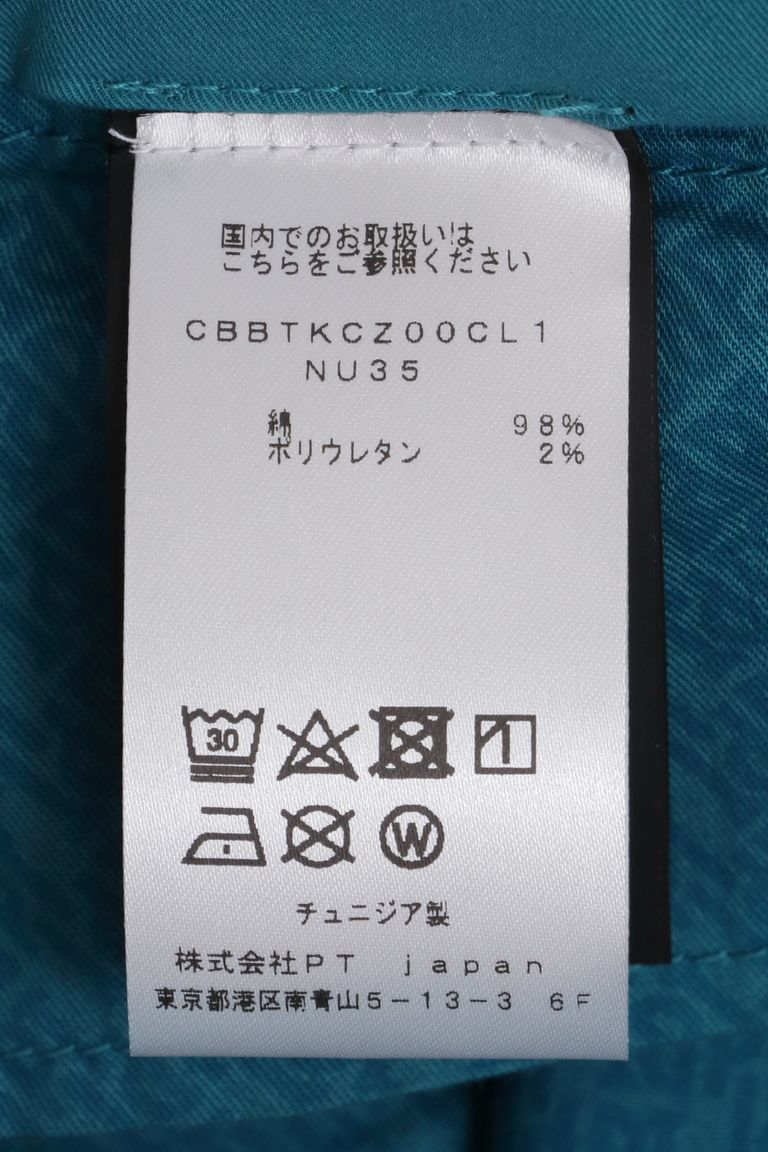 国内でのお取扱いは
こちらをご参照ください
CBBTKCZ00CL1
NU35
綿 98%
ポリウレタン 2%
30
W
チュニジア製
株式会社PT japan
東京都港区南青山5-13-3 6F